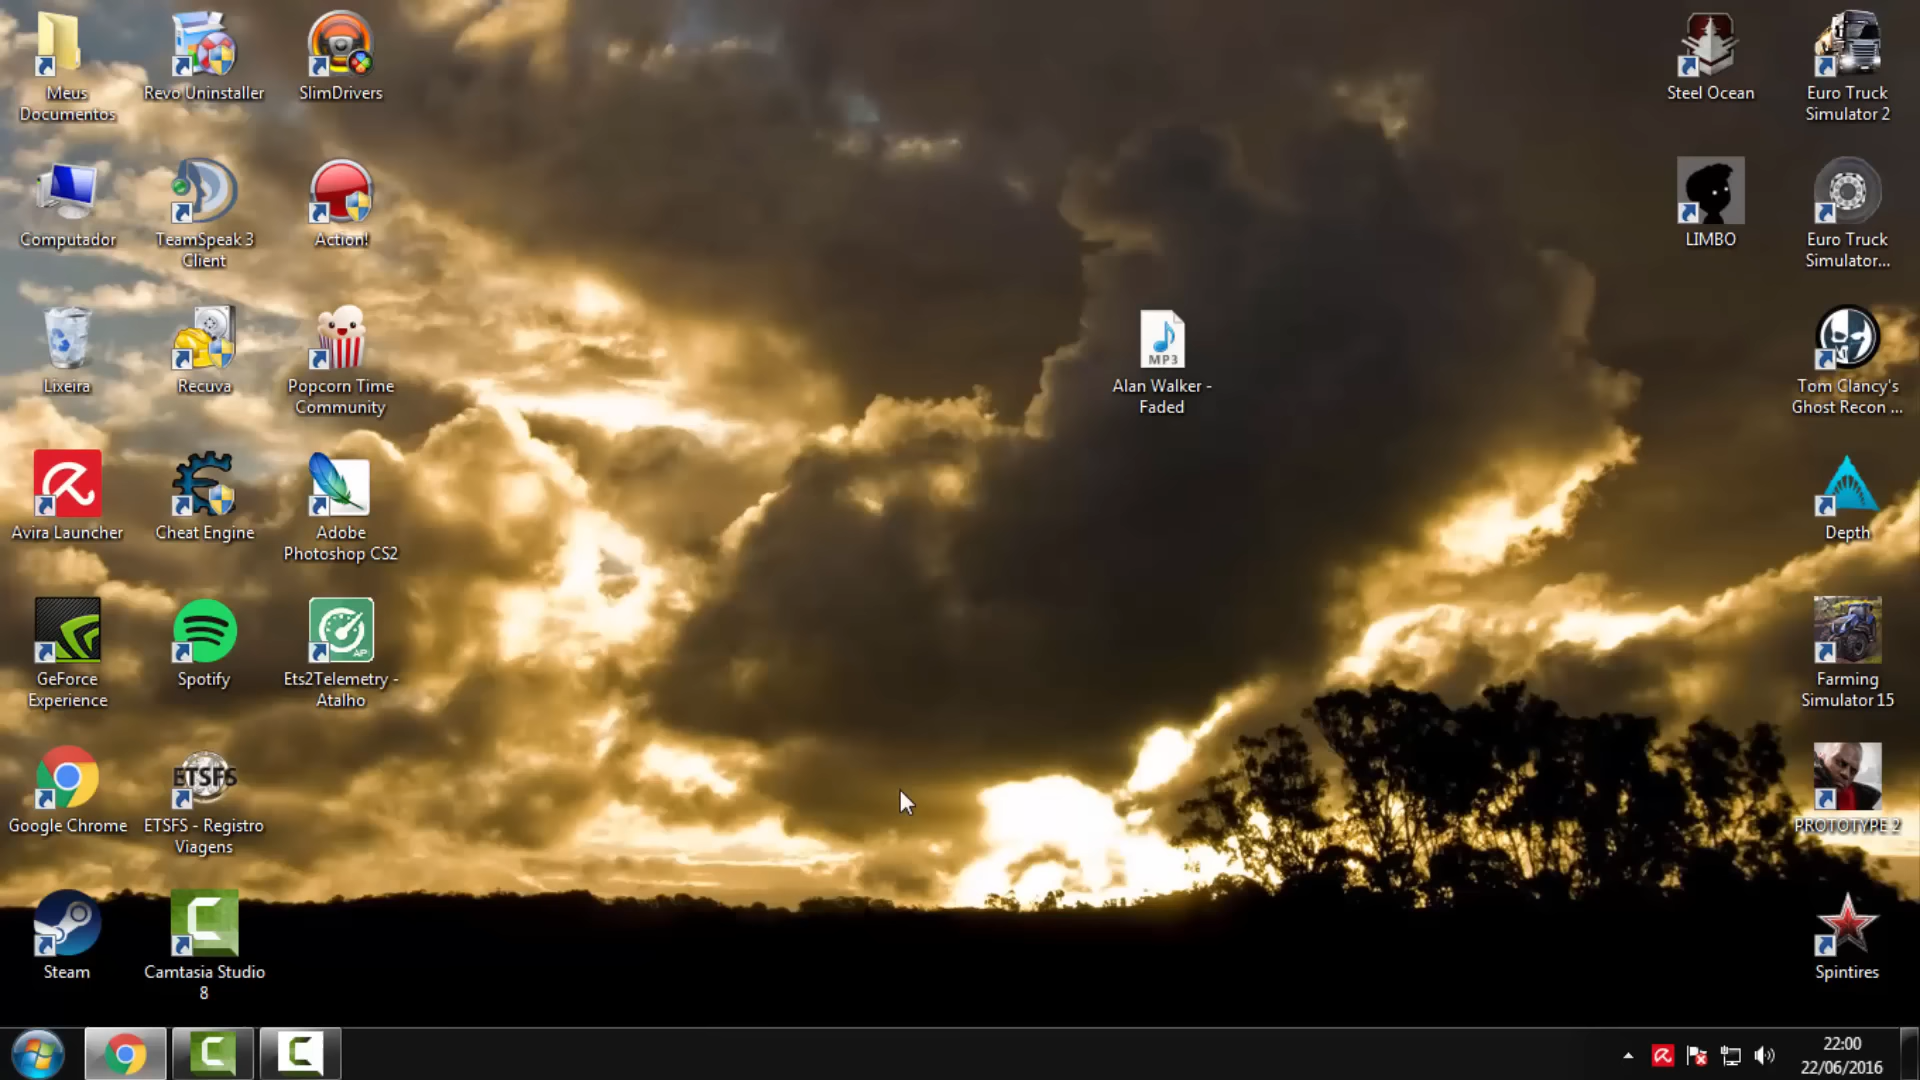 Meus
Documentos
Revo Uninstaller
SlimDrivers
Steel Ocean
Euro Truck
Simulator 2
Computador
TeamSpeak 3
Client
Action!
LIMBO
Euro Truck
Simulator...
Lixeira
Recuva
Popcorn Time
Community
MP3
Alan Walker -
Faded
Tom Clancy's
Ghost Recon ...
Avira Launcher
Cheat Engine
Adobe
Photoshop CS2
Depth
GeForce
Experience
Spotify
API
Ets2Telemetry -
Atalho
Farming
Simulator 15
Google Chrome
ETSFS
ETSFS - Registro
Viagens
PROTOTYPE 2
Steam
Camtasia Studio
8
Spintires
22:00
22/06/2016